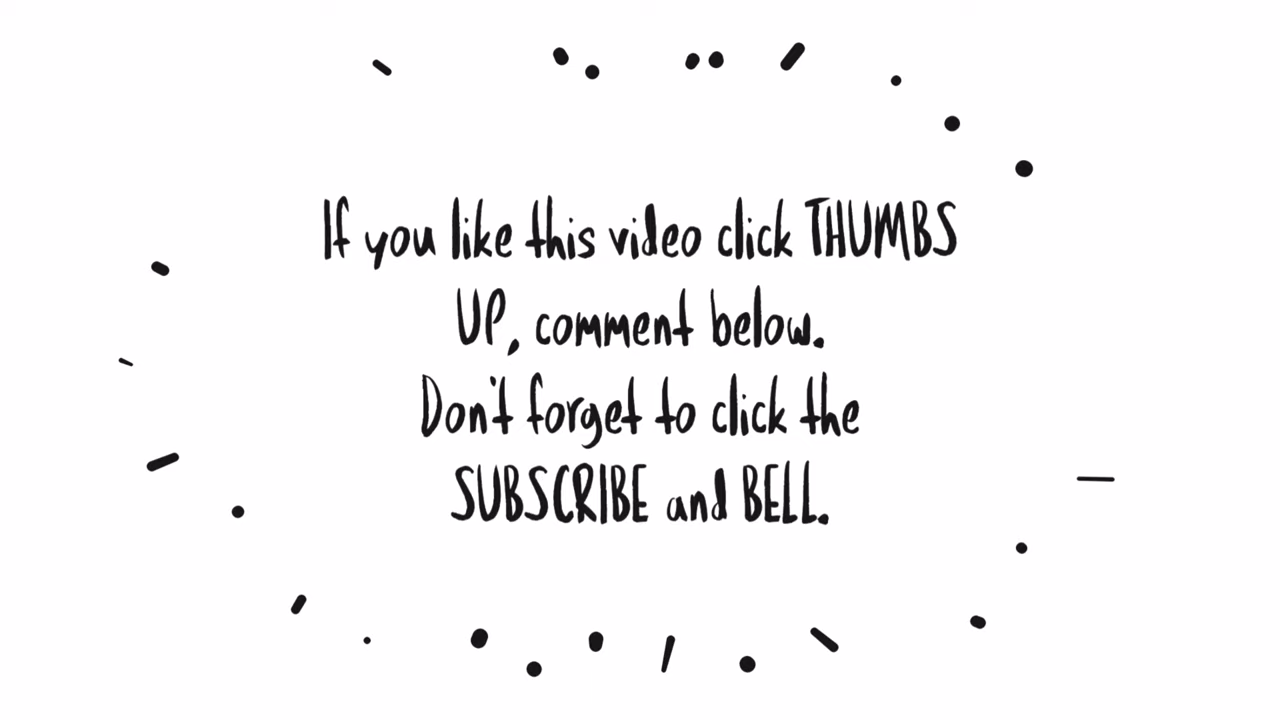 If you like this video click THUMBS
UP, comment below.
Don't forget to click the
SUBSCRIBE and BELL.